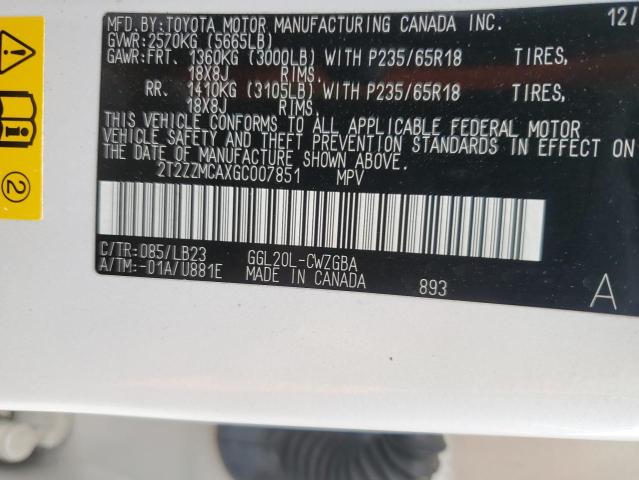 MFD.BY:TOYOTA MOTOR MANUFACTURING CANADA INC. 12/
GVWR:2570KG (5665LB)
GAWR:FRT. 1360KG (3000LB) WITH P235/65R18 TIRES,
18X8J RIMS.
RR. 1410KG (3105LB) WITH P235/65R18 TIRES,
18X8J RIMS.
THIS VEHICLE CONFORMS TO ALL APPLICABLE FEDERAL MOTOR
VEHICLE SAFETY AND THEFT PREVENTION STANDARDS IN EFFECT ON
THE DATE OF MANUFACTURE SHOWN ABOVE.
2T2ZZMCAXGC007851 MPV
C/TR:085/LB23 GGL20L-CWZGBA
A/TM:-01A/U881E MADE IN CANADA 893 A
2